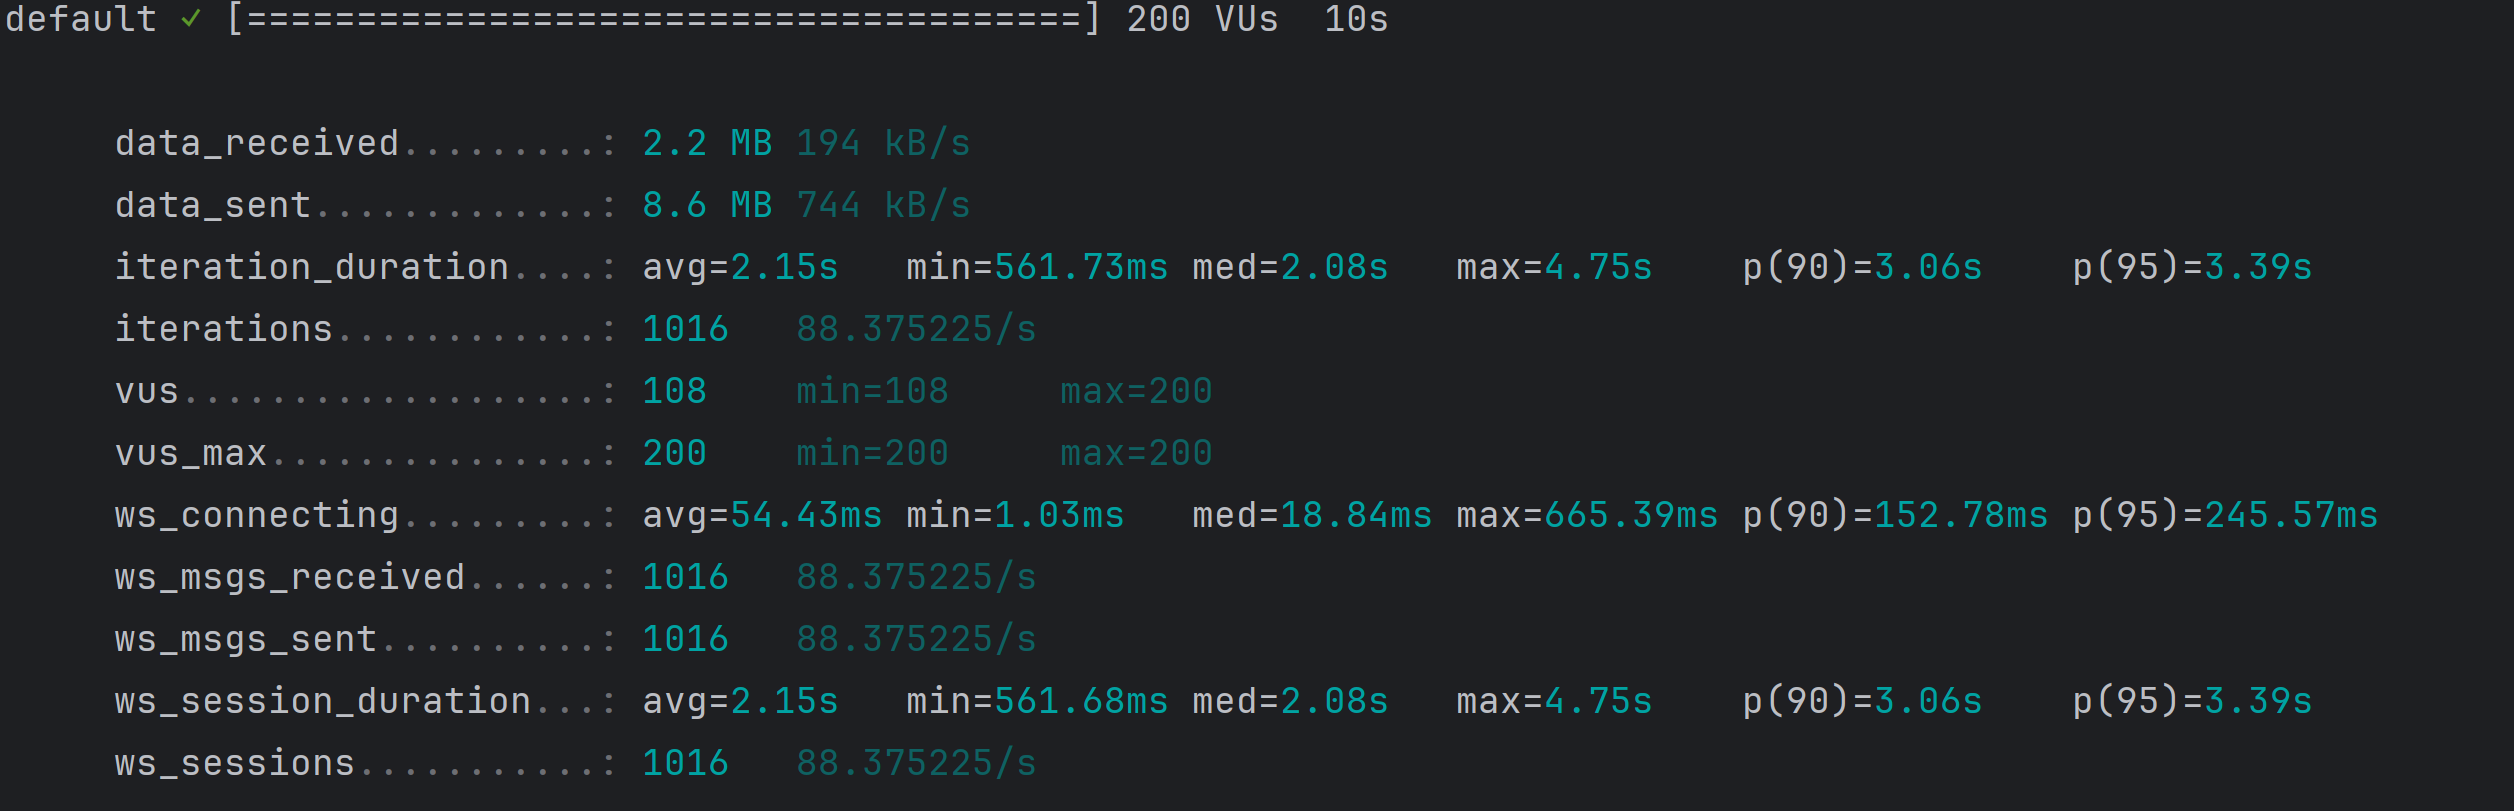 default ✓ [======================================] 200 VUs  10s
data_received.........: 2.2 MB 194 kB/s
data_sent.............: 8.6 MB 744 kB/s
iteration_duration....: avg=2.15s   min=561.73ms med=2.08s   max=4.75s    p(90)=3.06s    p(95)=3.39s
iterations............: 1016   88.375225/s
vus...................: 108    min=108     max=200
vus_max...............: 200    min=200     max=200
ws_connecting.........: avg=54.43ms min=1.03ms   med=18.84ms max=665.39ms p(90)=152.78ms p(95)=245.57ms
ws_msgs_received......: 1016   88.375225/s
ws_msgs_sent..........: 1016   88.375225/s
ws_session_duration...: avg=2.15s   min=561.68ms med=2.08s   max=4.75s    p(90)=3.06s    p(95)=3.39s
ws_sessions...........: 1016   88.375225/s